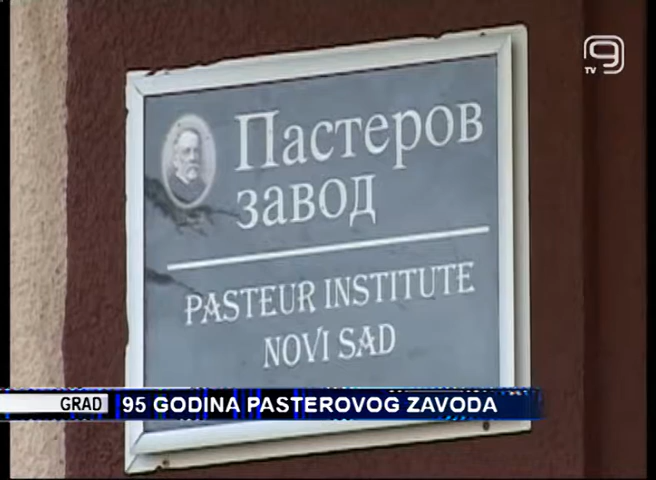 9
TV
Пастеров
завод
PASTEUR INSTITUTE
NOVI SAD
GRAD
95 GODINA PASTEROVOG ZAVODA